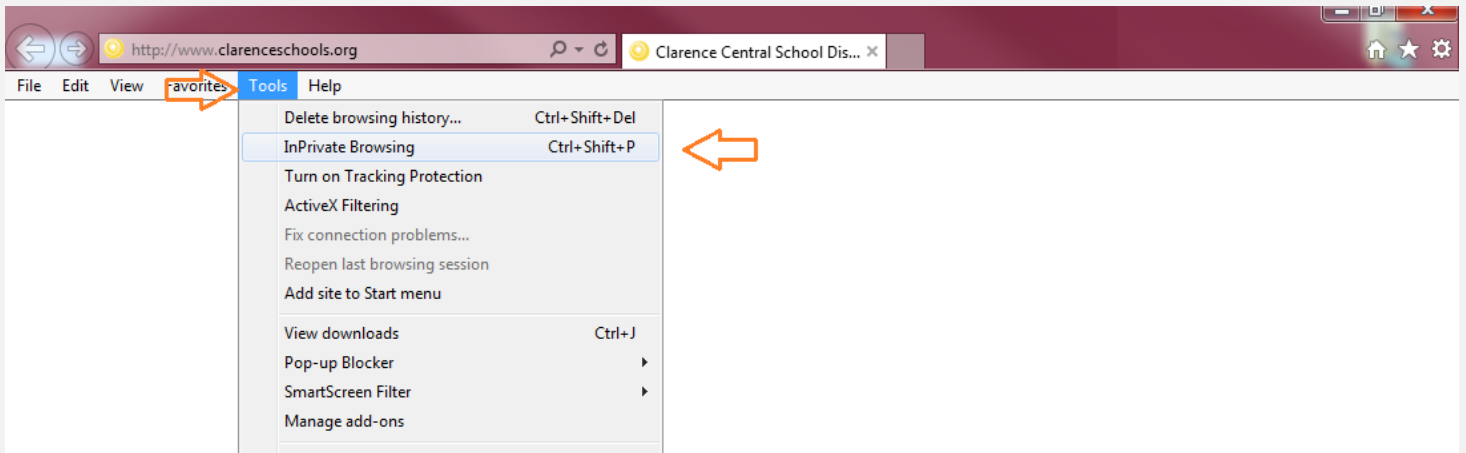 http://www.clarenceschools.org
Clarence Central School Dis...
File Edit View Favorites Tools Help
Delete browsing history... Ctrl+Shift+Del
InPrivate Browsing Ctrl+Shift+P
Turn on Tracking Protection
ActiveX Filtering
Fix connection problems...
Reopen last browsing session
Add site to Start menu
View downloads Ctrl+J
Pop-up Blocker
SmartScreen Filter
Manage add-ons